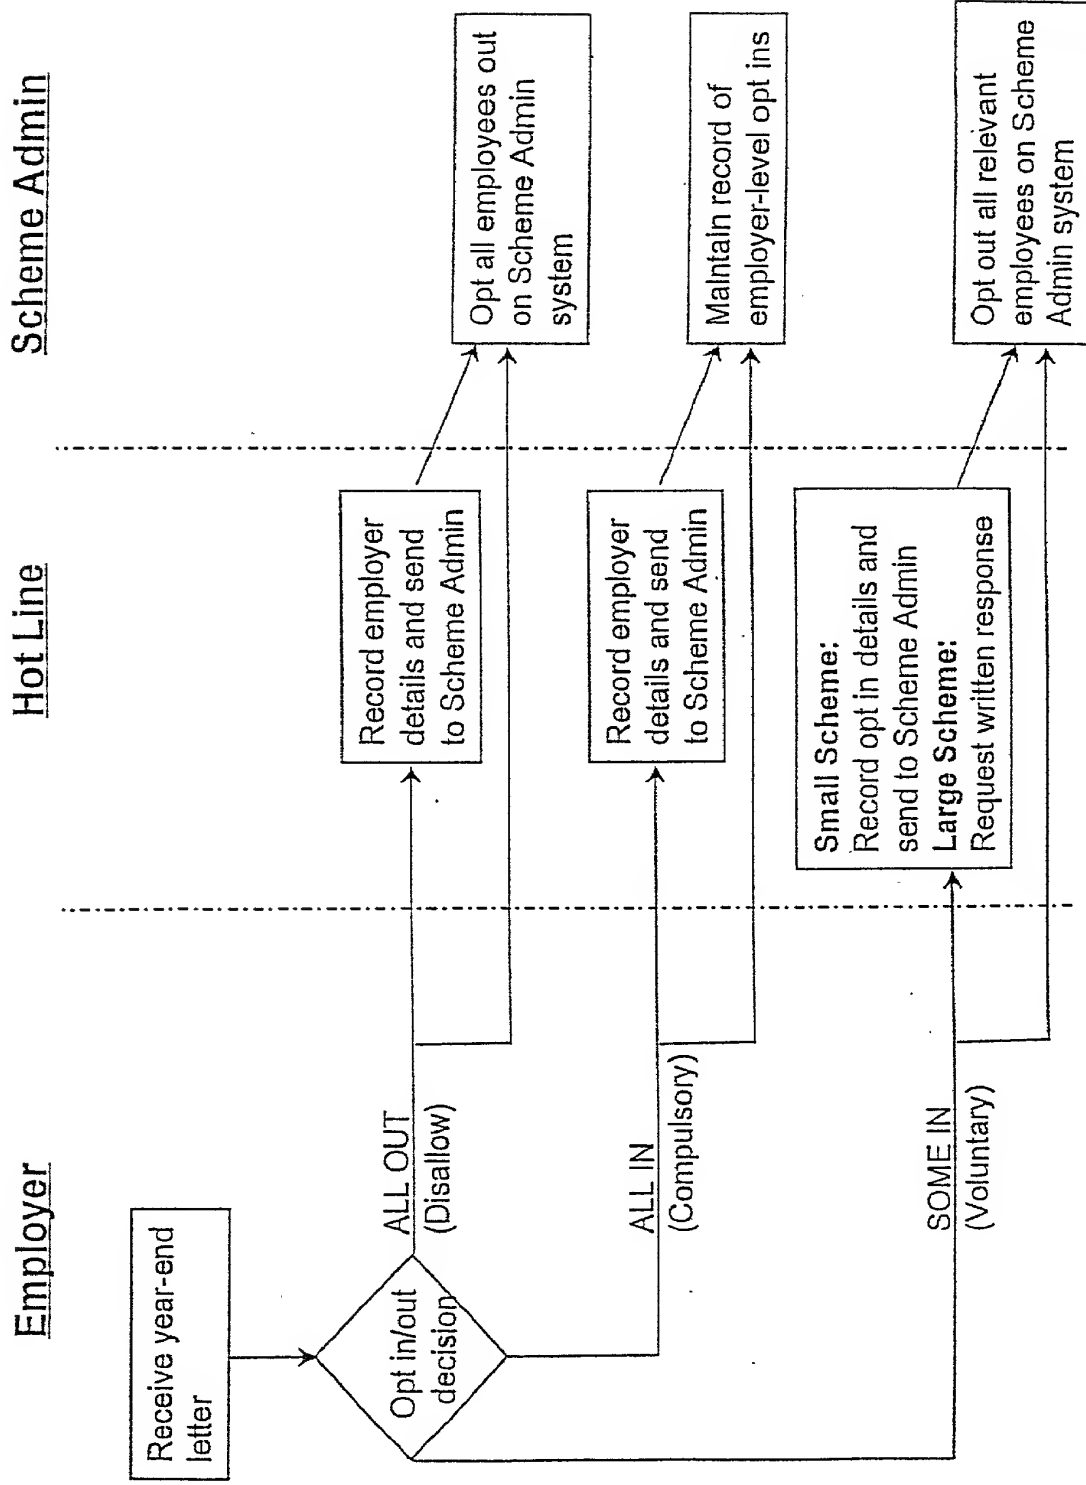 Employer
Hot Line
Scheme Admin
Receive year-end
letter
Opt in/out
decision
ALL OUT
(Disallow)
Record employer
details and send
to Scheme Admin
Opt all employees out
on Scheme Admin
system
ALL IN
(Compulsory)
Record employer
details and send
to Scheme Admin
Maintain record of
employer-level opt ins
SOME IN
(Voluntary)
Small Scheme:
Record opt in details and
send to Scheme Admin
Large Scheme:
Request written response
Opt out all relevant
employees on Scheme
Admin system